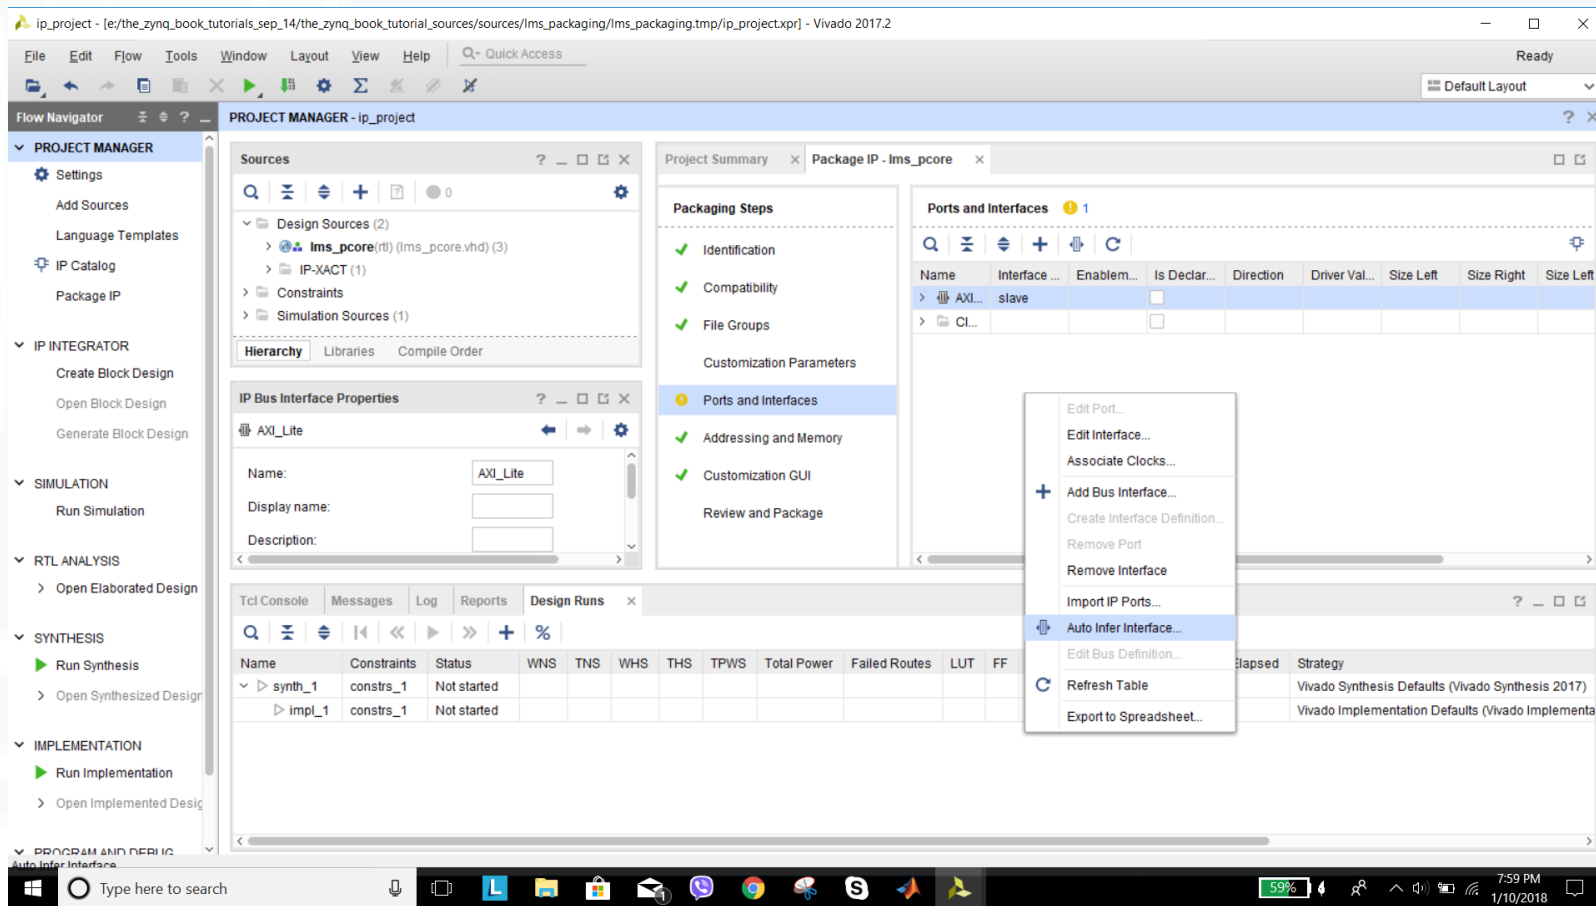 ip_project - [e:/the_zynq_book_tutorials_sep_14/the_zynq_book_tutorial_sources/sources/lms_packaging/lms_packaging.tmp/ip_project.xpr] - Vivado 2017.2
File Edit Flow Tools Window Layout View Help Quick Access Ready
Default Layout
Flow Navigator
PROJECT MANAGER
Settings
Add Sources
Language Templates
IP Catalog
Package IP
IP INTEGRATOR
Create Block Design
Open Block Design
Generate Block Design
SIMULATION
Run Simulation
RTL ANALYSIS
Open Elaborated Design
SYNTHESIS
Run Synthesis
Open Synthesized Design
IMPLEMENTATION
Run Implementation
Open Implemented Desig
PROGRAM AND DEBUG
Auto Infer Interface
PROJECT MANAGER - ip_project
Sources
0
Design Sources (2)
lms_pcore(rtl) (lms_pcore.vhd) (3)
IP-XACT (1)
Constraints
Simulation Sources (1)
Hierarchy Libraries Compile Order
IP Bus Interface Properties
AXI_Lite
Name: AXI_Lite
Display name:
Description:
Project Summary Package IP - lms_pcore
Packaging Steps
Identification
Compatibility
File Groups
Customization Parameters
Ports and Interfaces
Addressing and Memory
Customization GUI
Review and Package
Ports and Interfaces 1
Name Interface ... Enablem... Is Declar... Direction Driver Val... Size Left Size Right Size Left
AXI... slave
Cl...
Edit Port...
Edit Interface...
Associate Clocks...
Add Bus Interface...
Create Interface Definition...
Remove Port
Remove Interface
Import IP Ports...
Auto Infer Interface...
Edit Bus Definition...
Refresh Table
Export to Spreadsheet...
Tcl Console Messages Log Reports Design Runs
Name Constraints Status WNS TNS WHS THS TPWS Total Power Failed Routes LUT FF Elapsed Strategy
synth_1 constrs_1 Not started Vivado Synthesis Defaults (Vivado Synthesis 2017)
impl_1 constrs_1 Not started Vivado Implementation Defaults (Vivado Implementa
Type here to search
L
1
59%
7:59 PM
1/10/2018